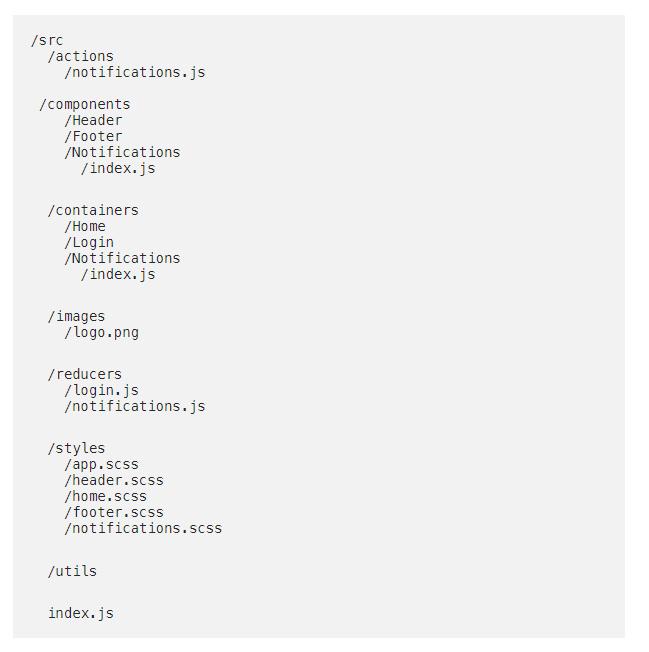 /src
/actions
/notifications.js
/components
/Header
/Footer
/Notifications
/index.js
/containers
/Home
/Login
/Notifications
/index.js
/images
/logo.png
/reducers
/login.js
/notifications.js
/styles
/app.scss
/header.scss
/home.scss
/footer.scss
/notifications.scss
/utils
index.js